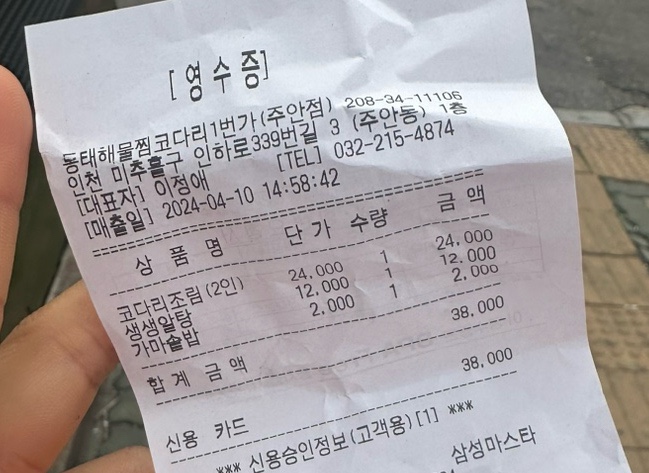 [영수증]
동태해물찜코다리1번가(주안점) 208-34-11106
인천 미추홀구 인하로339번길 3 (주안동) 1층
[대표자] 이정애 [TEL] 032-215-4874
[매출일] 2024-04-10 14:58:42
상 품 명 단 가 수량 금 액
코다리조림(2인) 24,000 1 24,000
생생알탕 12,000 1 12,000
가마솥밥 2,000 1 2,000
합계 금액 38,000
신용 카드 38,000
*** 신용승인정보(고객용)[1] ***
삼성마스타